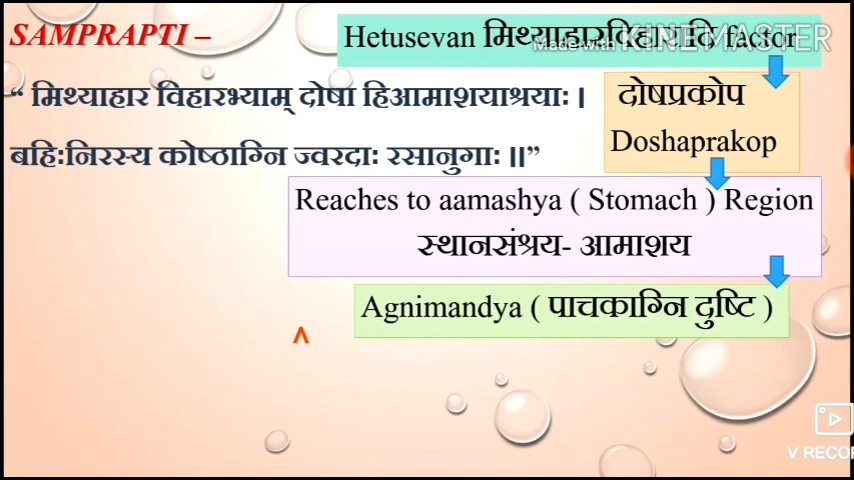 SAMPRAPTI –
“ मिथ्याहार विहारभ्याम् दोषा हिआमाशयाश्रयाः ।
बहिःनिरस्य कोष्ठाग्नि ज्वरदाः रसानुगाः ॥”
Hetusevan मिथ्याहारविहारादि factor
Made with KINEMASTER
दोषप्रकोप
Doshaprakop
Reaches to aamashya ( Stomach ) Region
स्थानसंश्रय- आमाशय
Agnimandya ( पाचकाग्नि दुष्टि )
V RECO